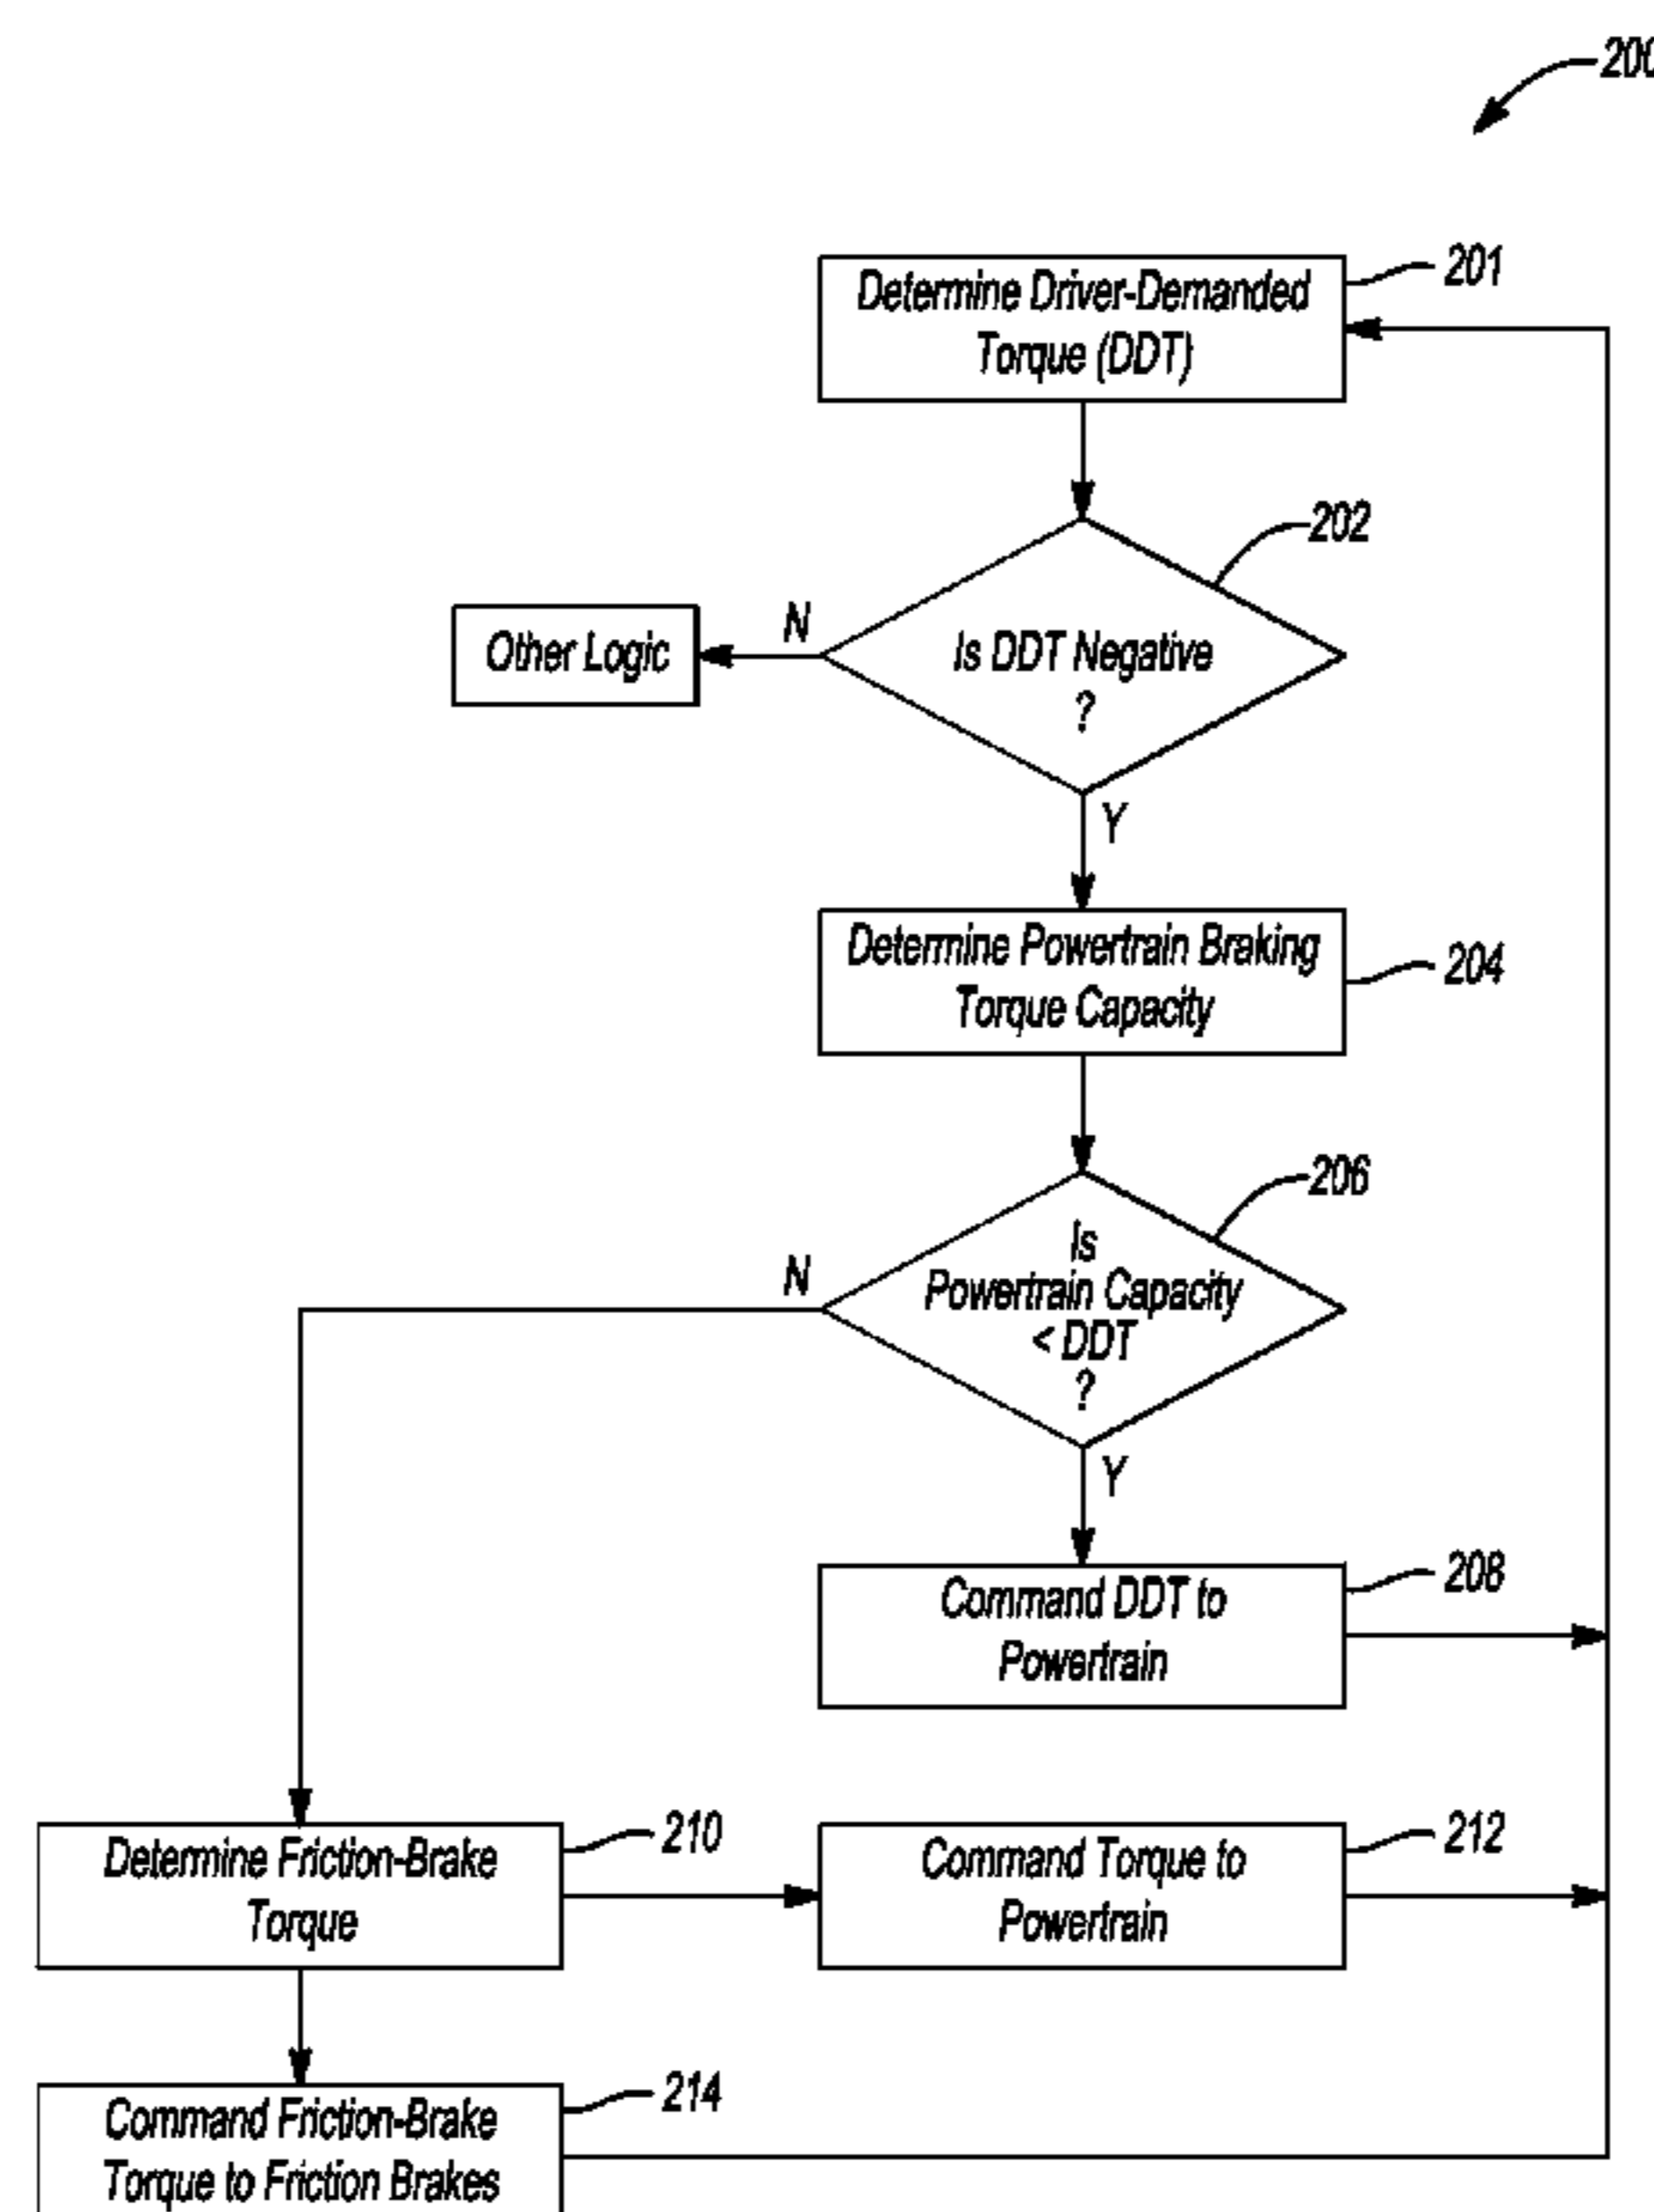 200
Determine Driver-Demanded
Torque (DDT)
201
202
Is DDT Negative
?
N
Other Logic
Y
Determine Powertrain Braking
Torque Capacity
204
206
Is
Powertrain Capacity
< DDT
?
N
Y
Command DDT to
Powertrain
208
Determine Friction-Brake
Torque
210
Command Torque to
Powertrain
212
Command Friction-Brake
Torque to Friction Brakes
214